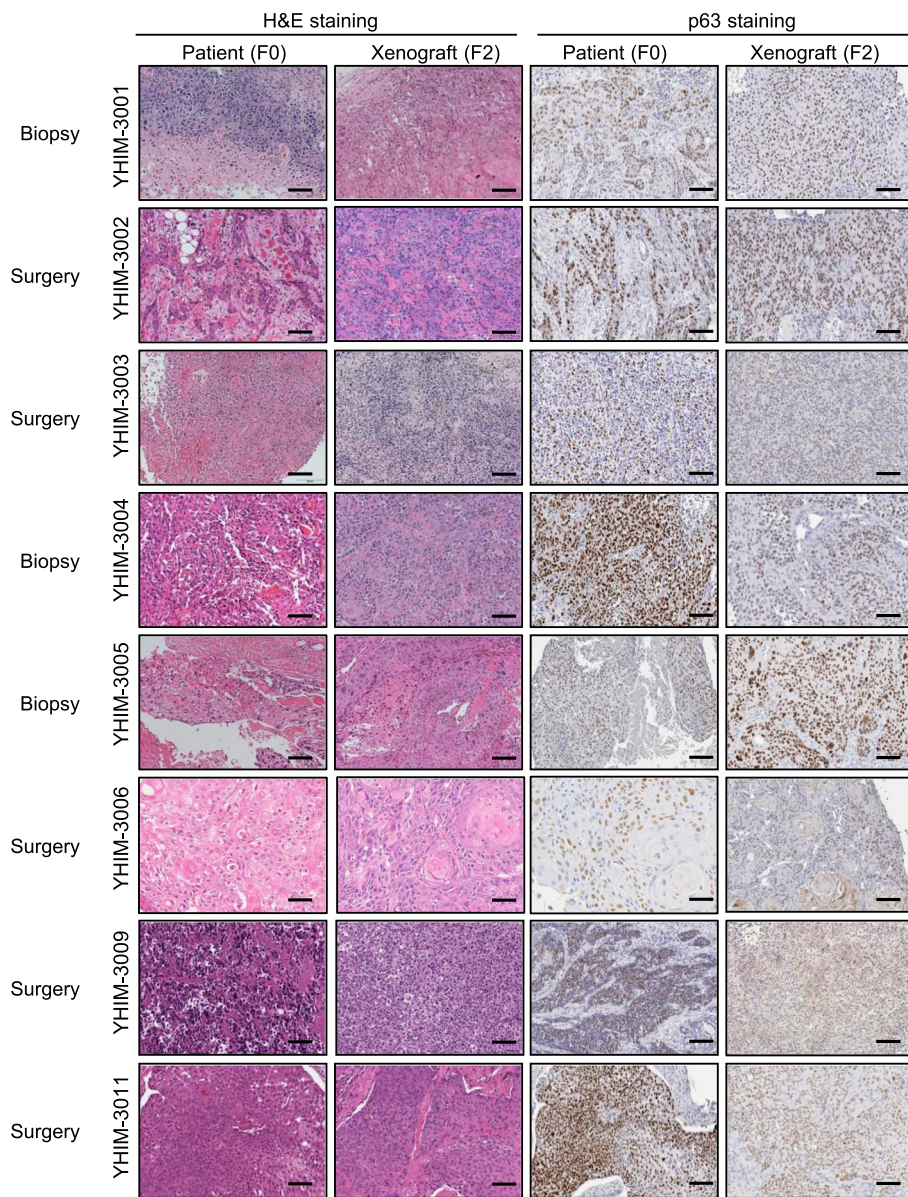 H&E staining p63 staining
Patient (F0) Xenograft (F2) Patient (F0) Xenograft (F2)
Biopsy YHIM-3001
Surgery YHIM-3002
Surgery YHIM-3003
Biopsy YHIM-3004
Biopsy YHIM-3005
Surgery YHIM-3006
Surgery YHIM-3009
Surgery YHIM-3011